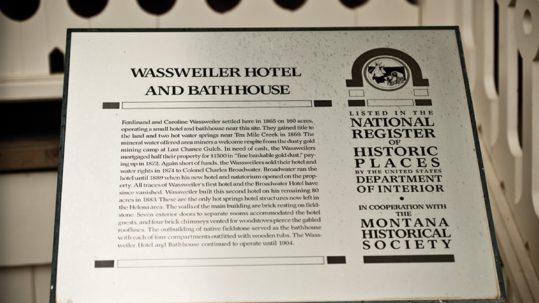 WASSWEILER HOTEL
AND BATHHOUSE
Ferdinand and Caroline Wassweiler settled here in 1865 on 160 acres,
operating a small hotel and bathhouse near this site. They gained title to
the land and two hot water springs near Ten Mile Creek in 1869. The
mineral water offered area miners a welcome respite from the dusty gold
mining camp at Last Chance Gulch. In need of cash, the Wassweilers
mortgaged half their property for $1500 in "fine bankable gold-dust," pay-
ing up in 1872. Again short of funds, the Wassweilers sold their hotel and
water rights in 1874 to Colonel Charles Broadwater. Broadwater ran the
hotel until 1889 when his new hotel and natatorium opened on the prop-
erty. All traces of Wassweiler's first hotel and the Broadwater Hotel have
since vanished. Wassweiler built this second hotel on his remaining 80
acres in 1883. These are the only hot springs hotel structures now left in
the Helena area. The walls of the main building are brick resting on field-
stone. Seven exterior doors to separate rooms accommodated the hotel
guests, and four brick chimneys vented for woodstoves pierce the gabled
rooflines. The outbuilding of native fieldstone served as the bathhouse
with each of four compartments outfitted with wooden tubs. The Wass-
weiler Hotel and Bathhouse continued to operate until 1904.
LISTED IN THE
NATIONAL
REGISTER
OF
HISTORIC
PLACES
BY THE UNITED STATES
DEPARTMENT
OF INTERIOR
•
IN COOPERATION WITH
THE
MONTANA
HISTORICAL
SOCIETY